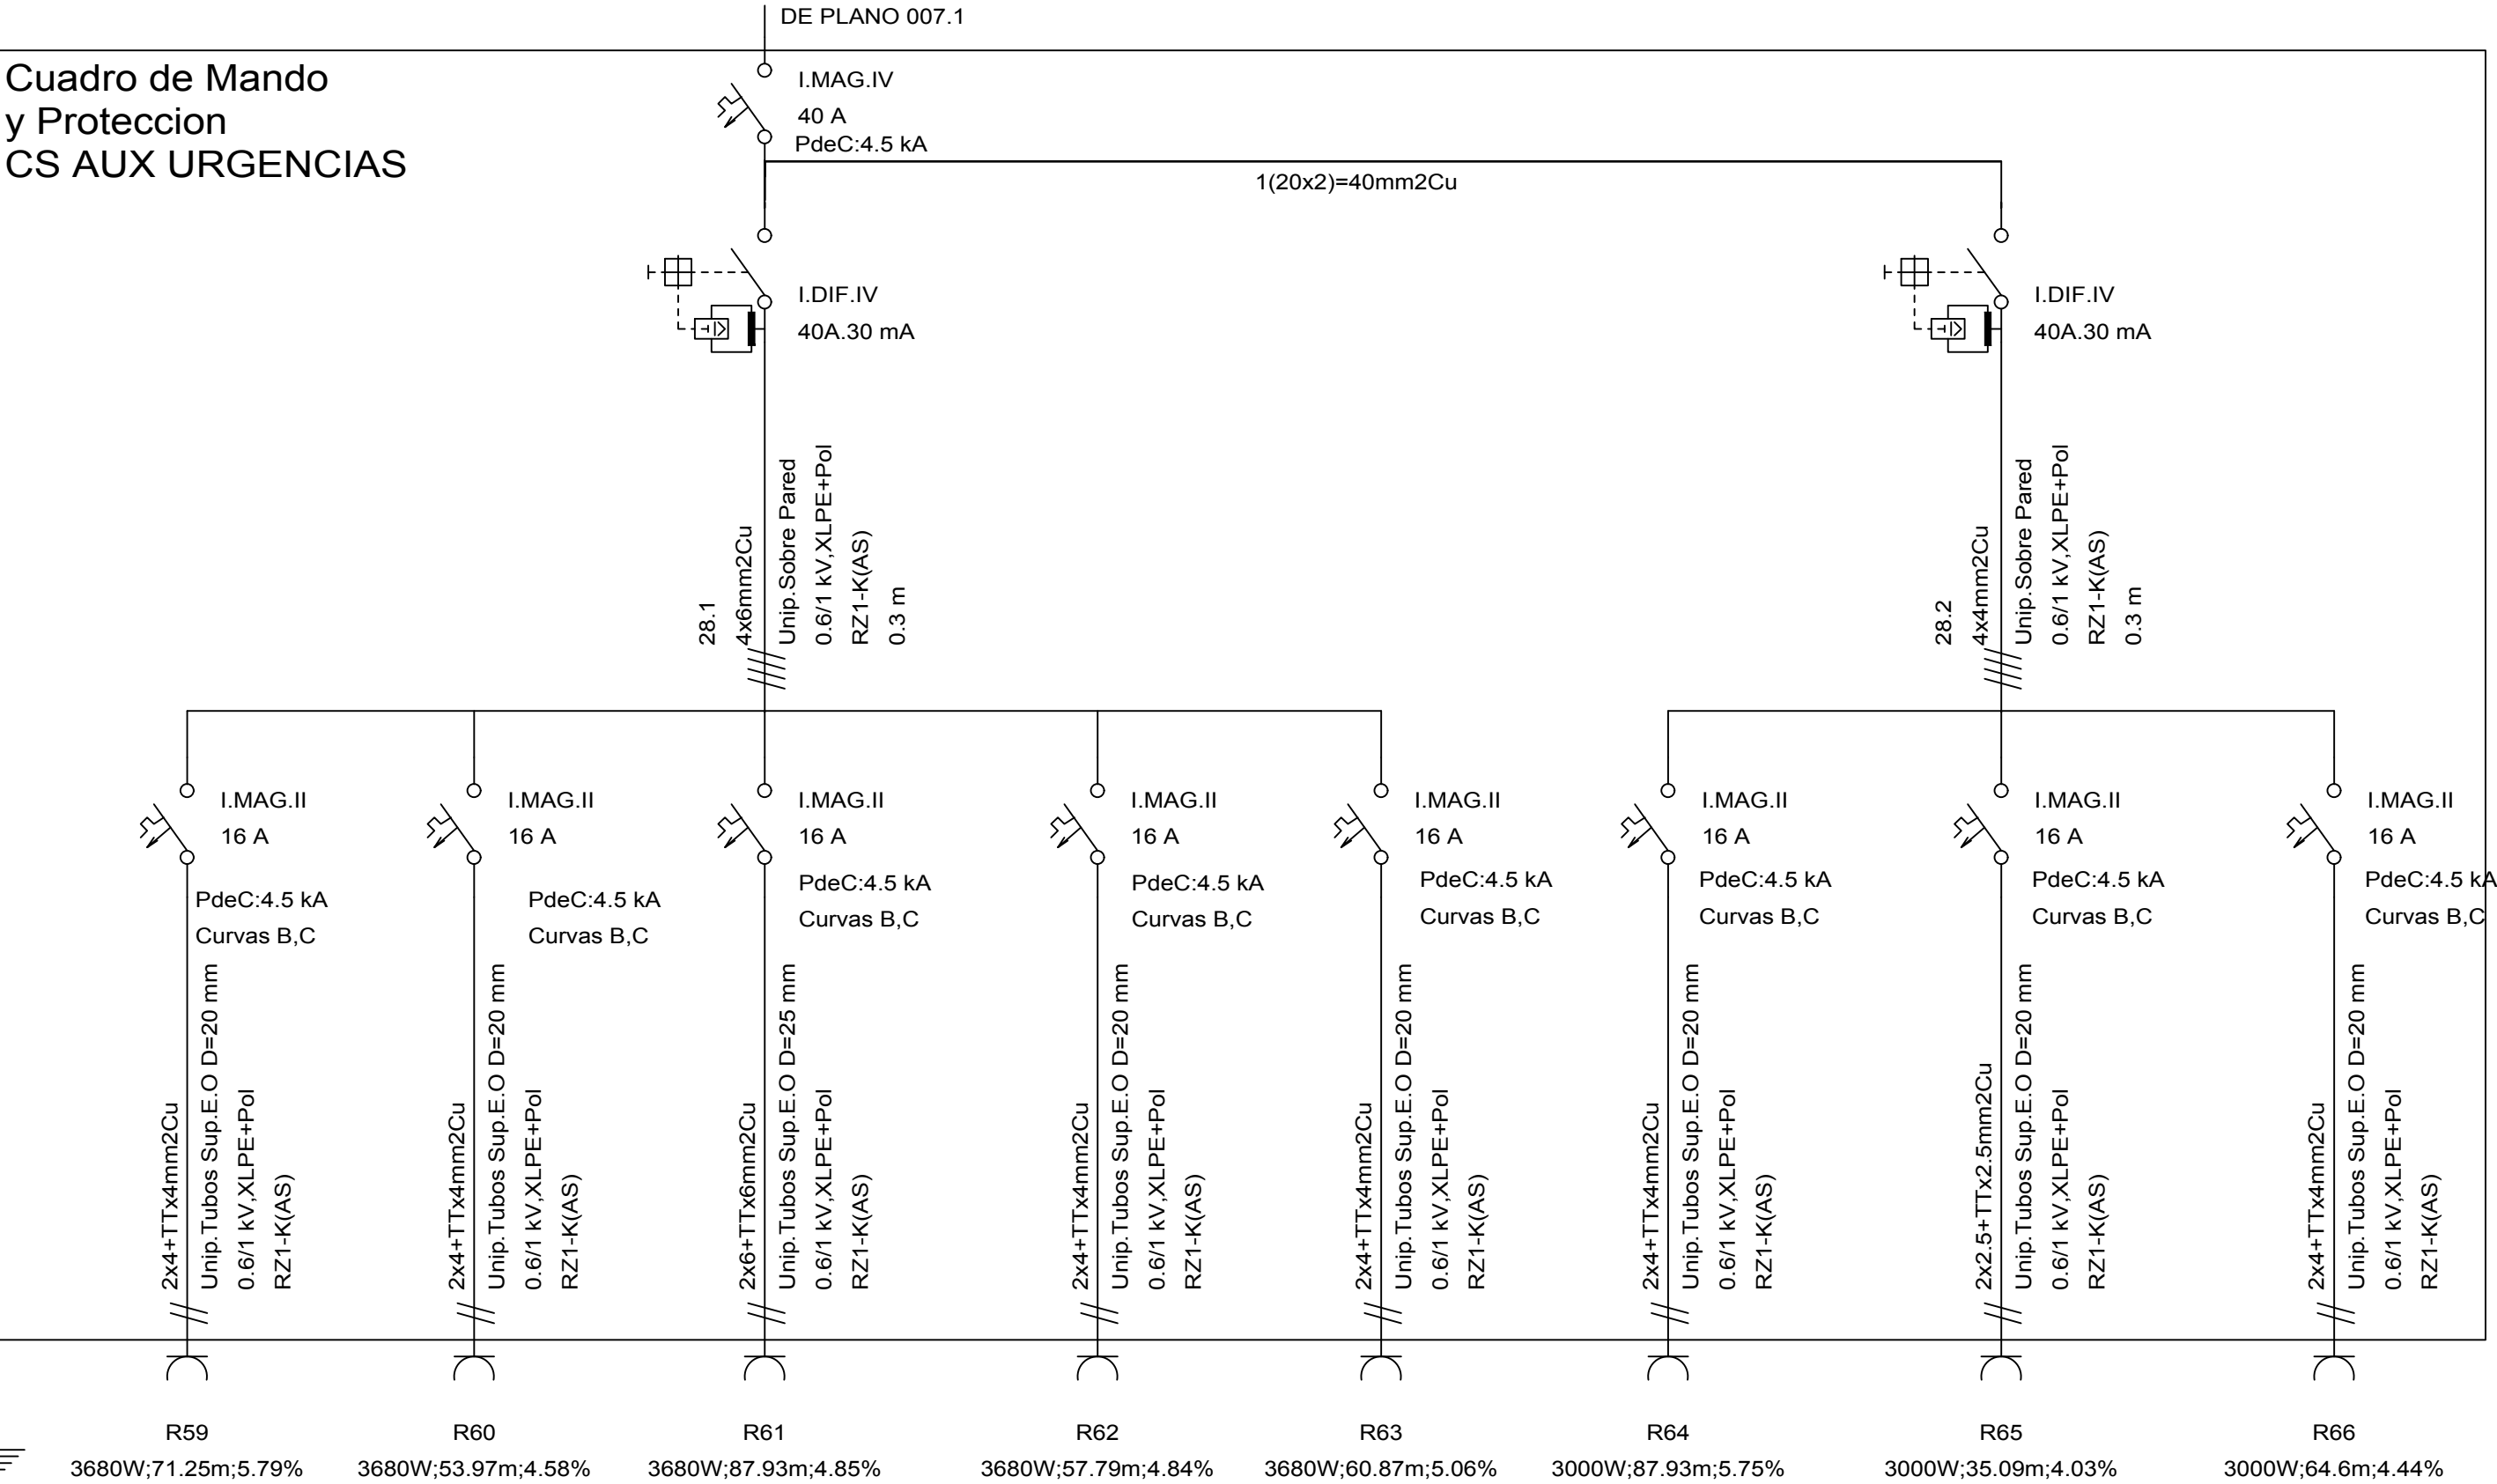 DE PLANO 007.1
Cuadro de Mando
y Proteccion
CS AUX URGENCIAS
I.MAG.IV
40 A
PdeC:4.5 kA
1(20x2)=40mm2Cu
I.DIF.IV
40A.30 mA
I.DIF.IV
40A.30 mA
28.1
4x6mm2Cu
Unip.Sobre Pared
0.6/1 kV,XLPE+Pol
RZ1-K(AS)
0.3 m
28.2
4x4mm2Cu
Unip.Sobre Pared
0.6/1 kV,XLPE+Pol
RZ1-K(AS)
0.3 m
I.MAG.II
16 A
PdeC:4.5 kA
Curvas B,C
2x4+TTx4mm2Cu
Unip.Tubos Sup.E.O D=20 mm
0.6/1 kV,XLPE+Pol
RZ1-K(AS)
R59
3680W;71.25m;5.79%
I.MAG.II
16 A
PdeC:4.5 kA
Curvas B,C
2x4+TTx4mm2Cu
Unip.Tubos Sup.E.O D=20 mm
0.6/1 kV,XLPE+Pol
RZ1-K(AS)
R60
3680W;53.97m;4.58%
I.MAG.II
16 A
PdeC:4.5 kA
Curvas B,C
2x6+TTx6mm2Cu
Unip.Tubos Sup.E.O D=25 mm
0.6/1 kV,XLPE+Pol
RZ1-K(AS)
R61
3680W;87.93m;4.85%
I.MAG.II
16 A
PdeC:4.5 kA
Curvas B,C
2x4+TTx4mm2Cu
Unip.Tubos Sup.E.O D=20 mm
0.6/1 kV,XLPE+Pol
RZ1-K(AS)
R62
3680W;57.79m;4.84%
I.MAG.II
16 A
PdeC:4.5 kA
Curvas B,C
2x4+TTx4mm2Cu
Unip.Tubos Sup.E.O D=20 mm
0.6/1 kV,XLPE+Pol
RZ1-K(AS)
R63
3680W;60.87m;5.06%
I.MAG.II
16 A
PdeC:4.5 kA
Curvas B,C
2x4+TTx4mm2Cu
Unip.Tubos Sup.E.O D=20 mm
0.6/1 kV,XLPE+Pol
RZ1-K(AS)
R64
3000W;87.93m;5.75%
I.MAG.II
16 A
PdeC:4.5 kA
Curvas B,C
2x2.5+TTx2.5mm2Cu
Unip.Tubos Sup.E.O D=20 mm
0.6/1 kV,XLPE+Pol
RZ1-K(AS)
R65
3000W;35.09m;4.03%
I.MAG.II
16 A
PdeC:4.5 kA
Curvas B,C
2x4+TTx4mm2Cu
Unip.Tubos Sup.E.O D=20 mm
0.6/1 kV,XLPE+Pol
RZ1-K(AS)
R66
3000W;64.6m;4.44%